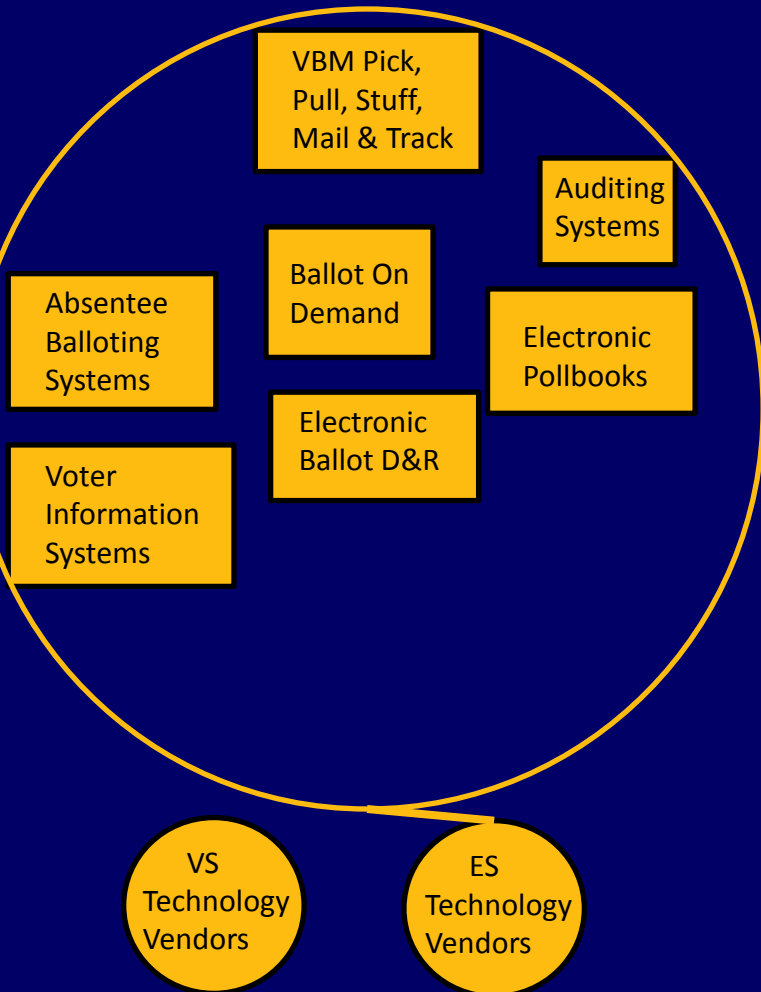 VBM Pick,
Pull, Stuff,
Mail & Track
Auditing
Systems
Ballot On
Demand
Absentee
Balloting
Systems
Electronic
Pollbooks
Electronic
Ballot D&R
Voter
Information
Systems
VS
Technology
Vendors
ES
Technology
Vendors